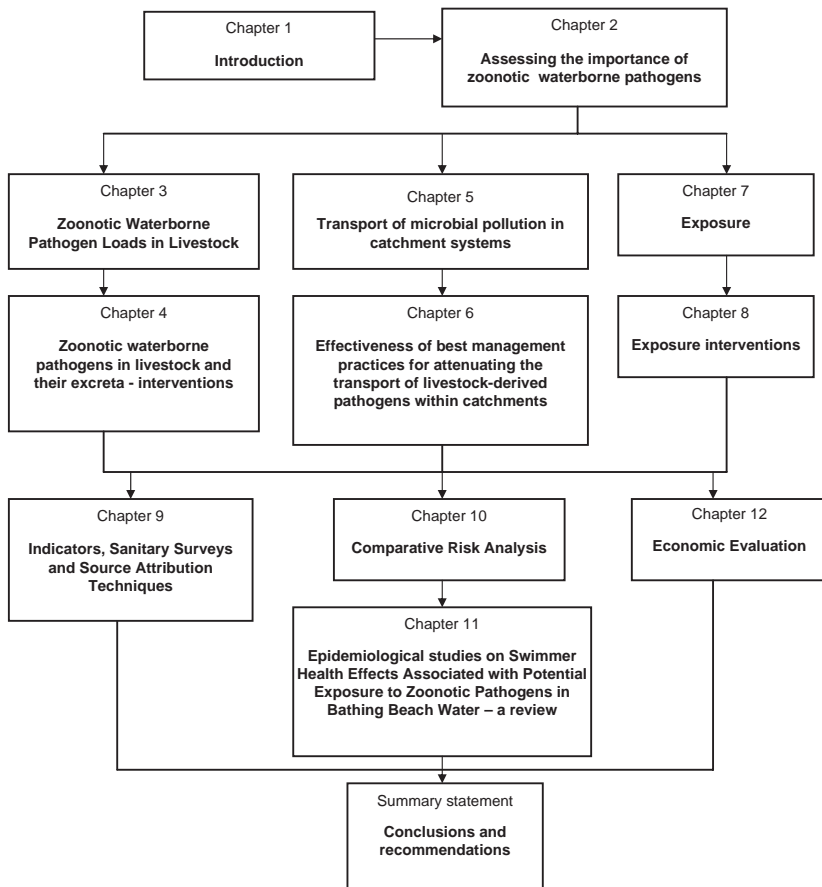 Chapter 1
Introduction
Chapter 2
Assessing the importance of
zoonotic waterborne pathogens
Chapter 3
Zoonotic Waterborne
Pathogen Loads in Livestock
Chapter 5
Transport of microbial pollution in
catchment systems
Chapter 7
Exposure
Chapter 4
Zoonotic waterborne
pathogens in livestock and
their excreta - interventions
Chapter 6
Effectiveness of best management
practices for attenuating the
transport of livestock-derived
pathogens within catchments
Chapter 8
Exposure interventions
Chapter 9
Indicators, Sanitary Surveys
and Source Attribution
Techniques
Chapter 10
Comparative Risk Analysis
Chapter 12
Economic Evaluation
Chapter 11
Epidemiological studies on Swimmer
Health Effects Associated with Potential
Exposure to Zoonotic Pathogens in
Bathing Beach Water – a review
Summary statement
Conclusions and
recommendations